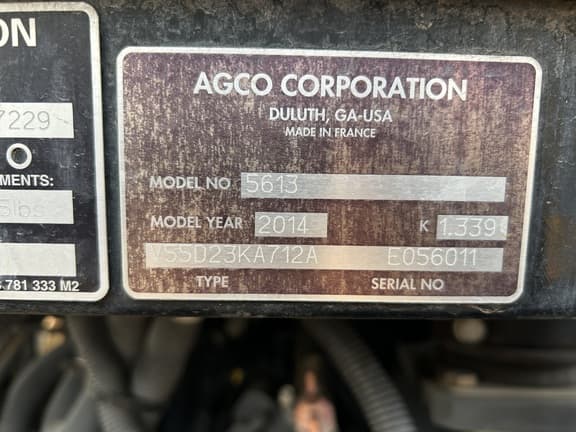 ON
7229
MENTS:
5lbs
781 333 M2
AGCO CORPORATION
DULUTH, GA-USA
MADE IN FRANCE
MODEL NO 5613
MODEL YEAR 2014 K 1.339
VS5D23KA712A E056011
TYPE SERIAL NO